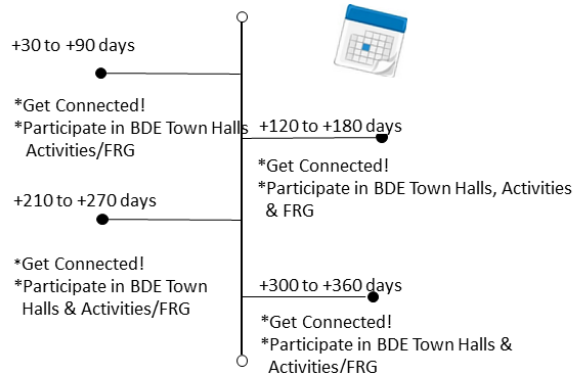 +30 to +90 days
*Get Connected!
*Participate in BDE Town Halls
Activities/FRG
+120 to +180 days
*Get Connected!
*Participate in BDE Town Halls, Activities
& FRG
+210 to +270 days
*Get Connected!
*Participate in BDE Town
Halls & Activities/FRG
+300 to +360 days
*Get Connected!
*Participate in BDE Town Halls &
Activities/FRG